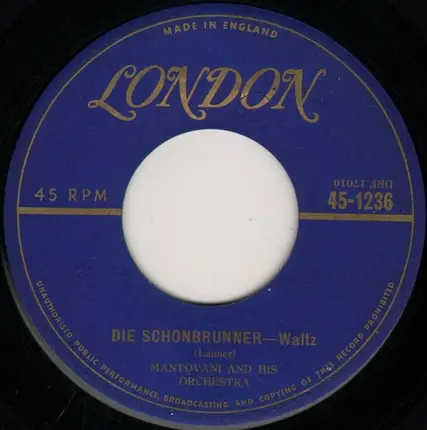 MADE IN ENGLAND
LONDON
45 RPM
DRF.17010
45-1236
DIE SCHONBRUNNER—Waltz
(Lanner)
MANTOVANI AND HIS
ORCHESTRA
UNAUTHORISED PUBLIC PERFORMANCE, BROADCASTING AND COPYING OF THIS RECORD PROHIBITED